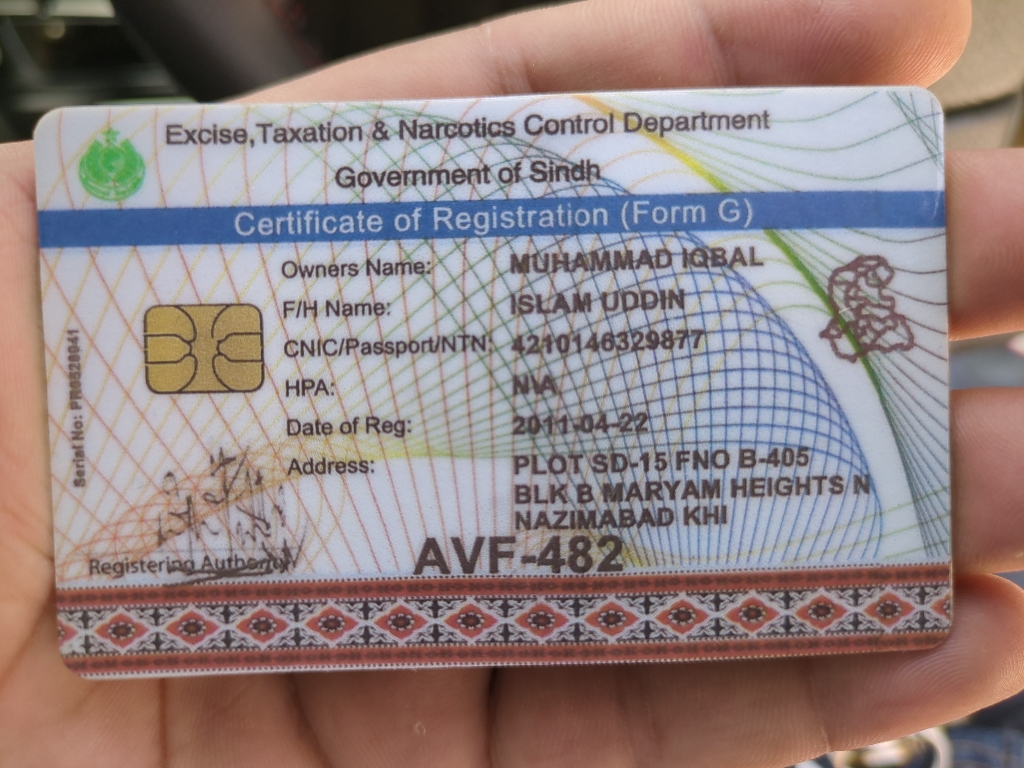 Excise,Taxation & Narcotics Control Department
Government of Sindh
Certificate of Registration (Form G)
Owners Name: MUHAMMAD IQBAL
F/H Name: ISLAM UDDIN
CNIC/Passport/NTN: 4210146329877
HPA: N\A
Date of Reg: 2011-04-22
Address: PLOT SD-15 FNO B-405
BLK B MARYAM HEIGHTS N
NAZIMABAD KHI
AVF-482
Registering Authority
Serial No: